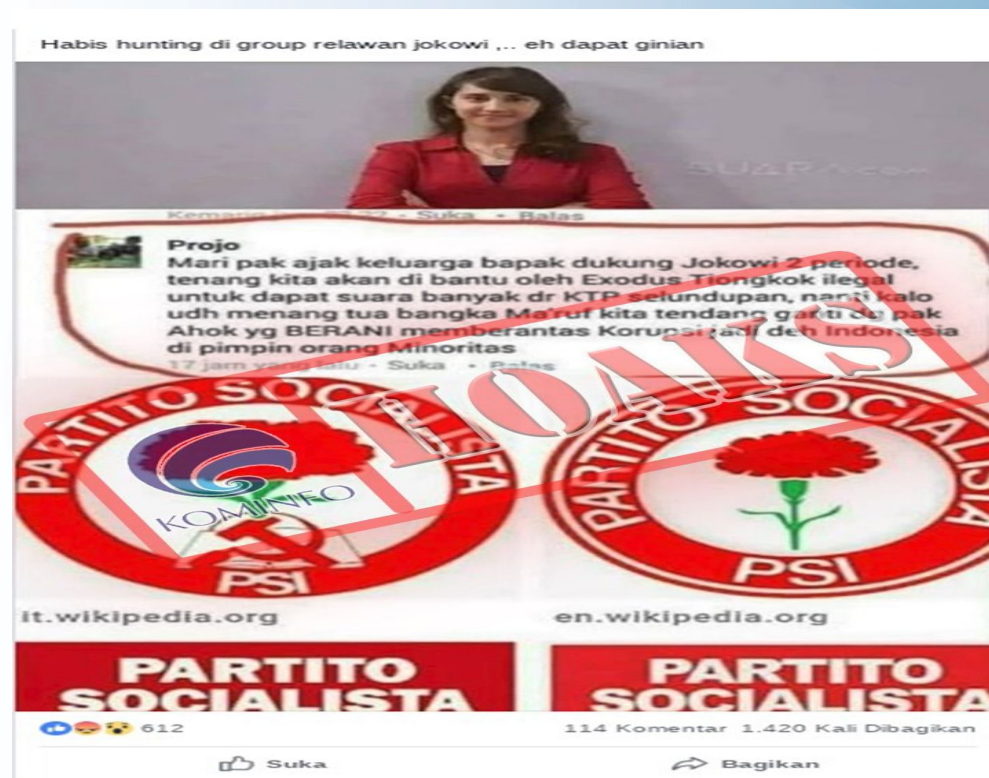 Habis hunting di group relawan jokowi ,.. eh dapat ginian
SUARA.com
Suka • Balas
Projo
Mari pak ajak keluarga bapak dukung Jokowi 2 periode,
tenang kita akan di bantu oleh Exodus Tiongkok ilegal
untuk dapat suara banyak dr KTP selundupan, nanti kalo
udh menang tua bangka Ma'ruf kita tendang ganti dg pak
Ahok yg BERANI memberantas Korupsi jadi deh Indonesia
di pimpin orang Minoritas
17 jam yang lalu • Suka • Balas
HOAKS
KOMINFO
PARTITO SOCIALISTA
PSI
PARTITO SOCIALISTA
PSI
it.wikipedia.org
en.wikipedia.org
PARTITO
SOCIALISTA
PARTITO
SOCIALISTA
612
114 Komentar 1.420 Kali Dibagikan
Suka
Bagikan